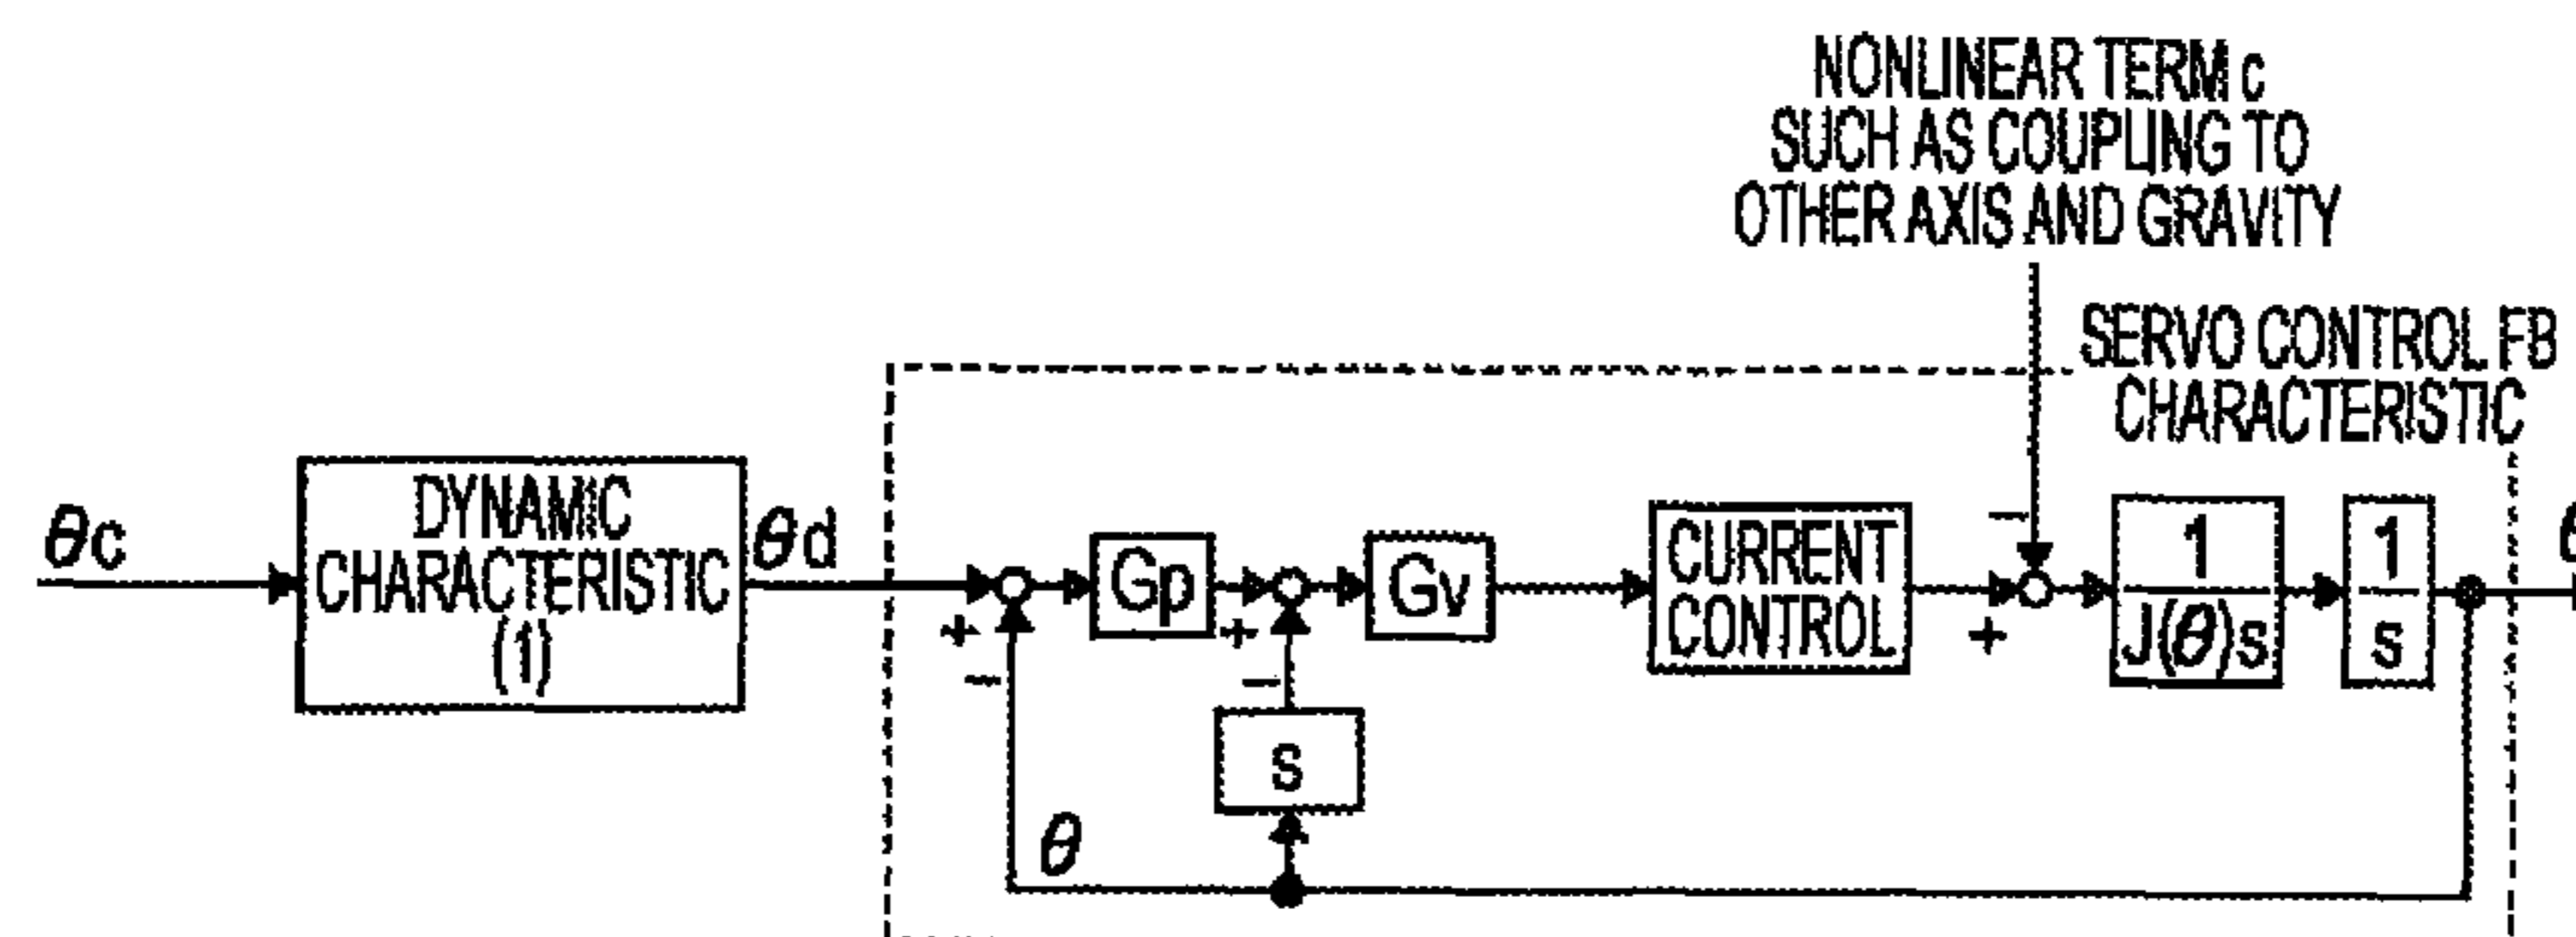 NONLINEAR TERM c
SUCH AS COUPLING TO
OTHER AXIS AND GRAVITY
SERVO CONTROL FB
CHARACTERISTIC
θc
DYNAMIC
CHARACTERISTIC
(1)
θd
+
−
Gp
+
−
Gv
CURRENT
CONTROL
−
+
1
J(θ)s
1
s
s
θ